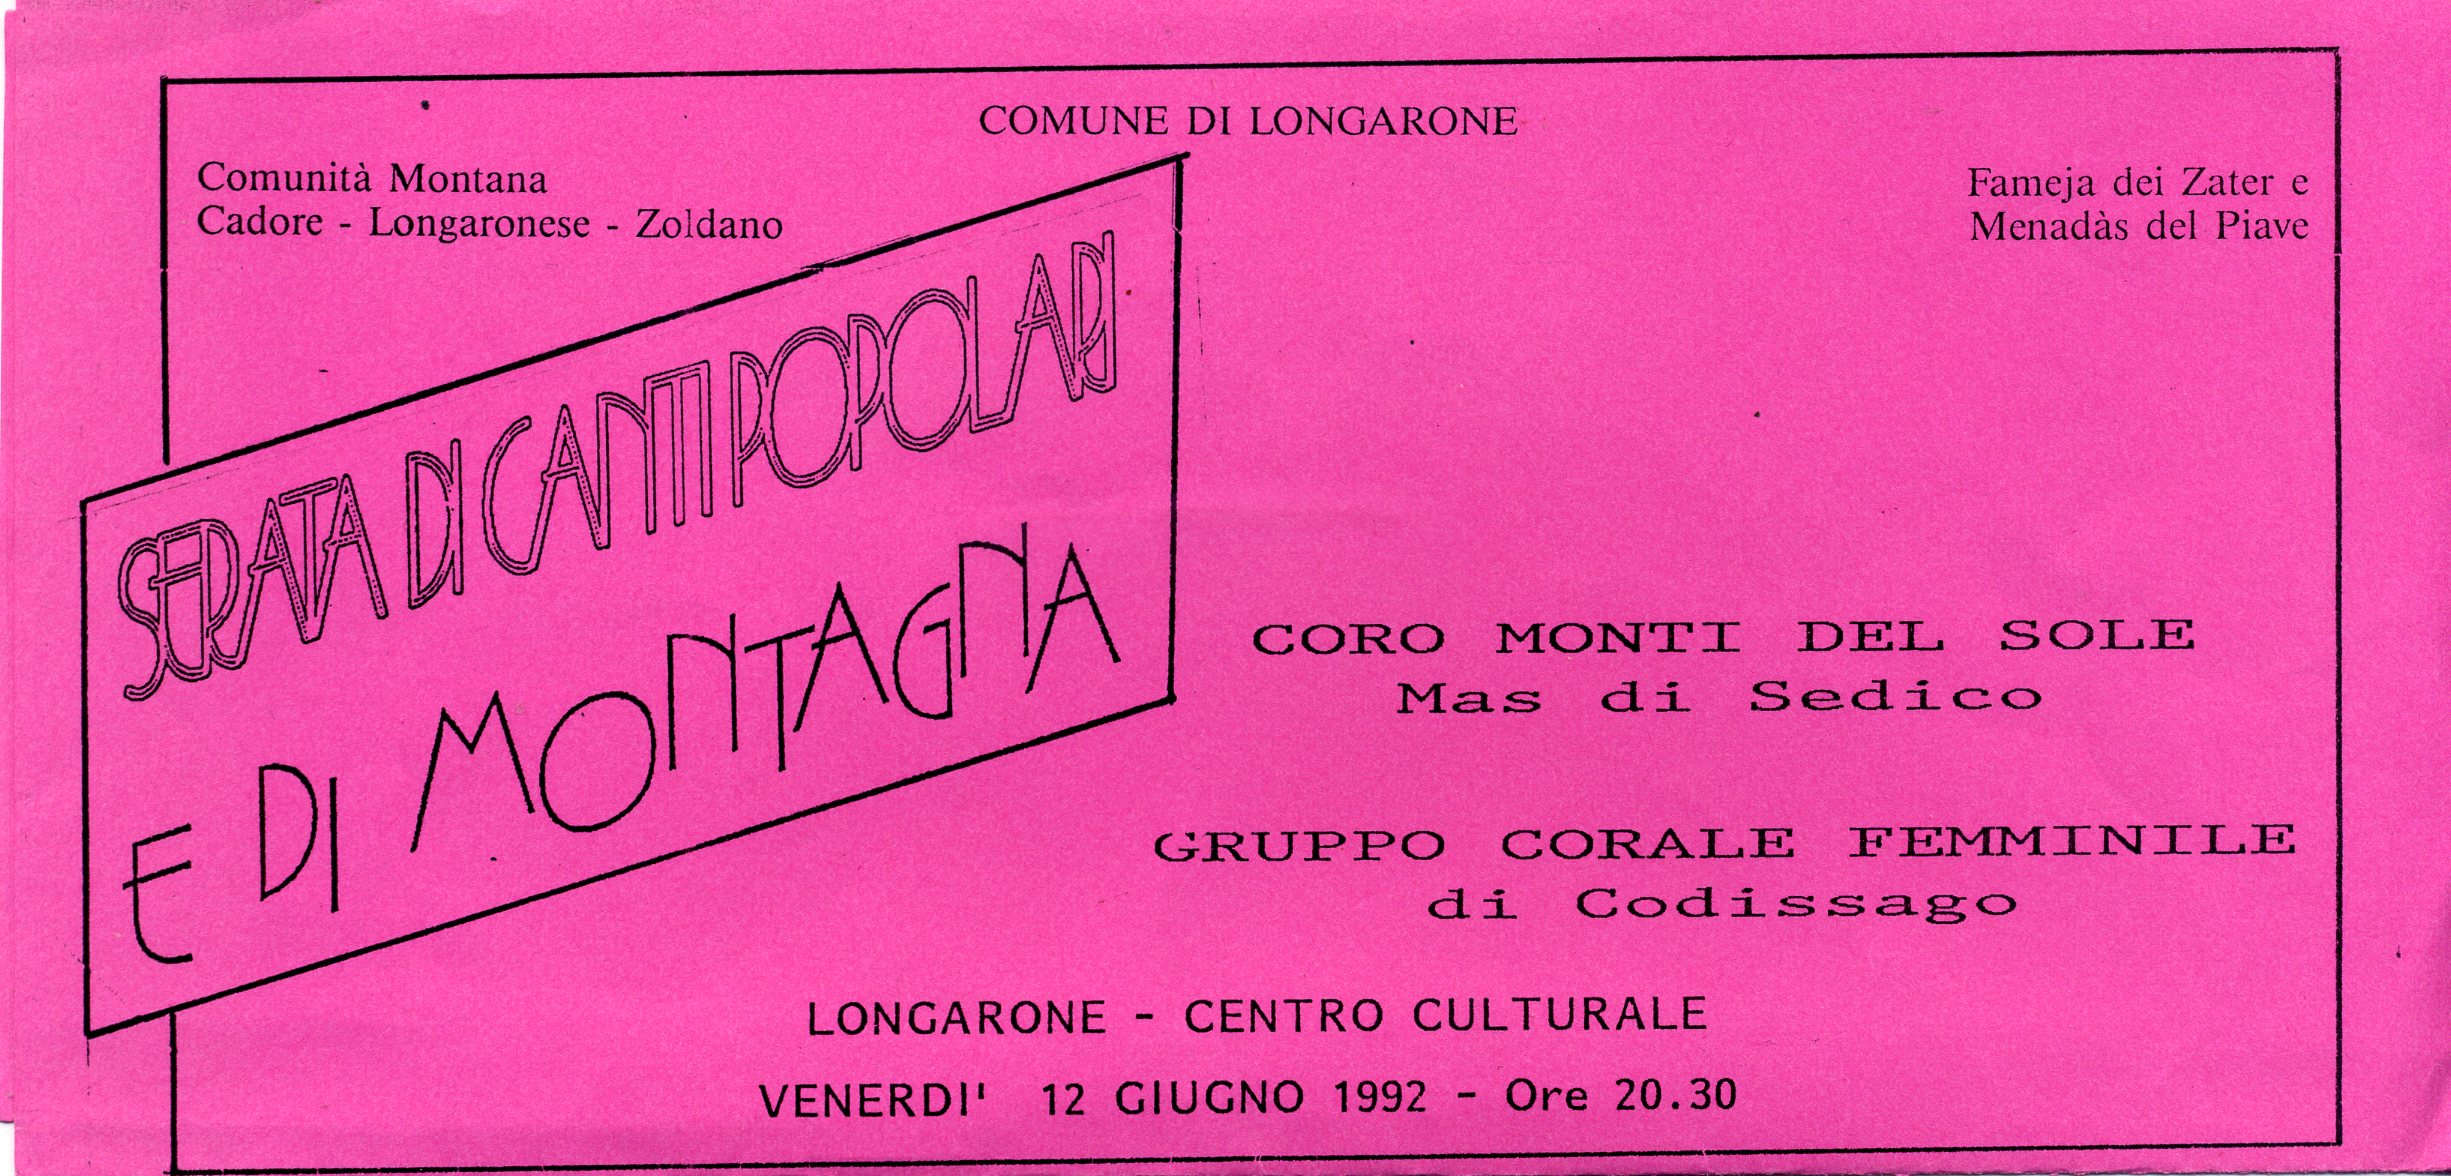 COMUNE DI LONGARONE
Comunità Montana
Cadore - Longaronese - Zoldano
Fameja dei Zater e
Menadàs del Piave
SERATA DI CANTI POPOLARI
E DI MONTAGNA
CORO MONTI DEL SOLE
Mas di Sedico
GRUPPO CORALE FEMMINILE
di Codissago
LONGARONE - CENTRO CULTURALE
VENERDI' 12 GIUGNO 1992 - Ore 20.30